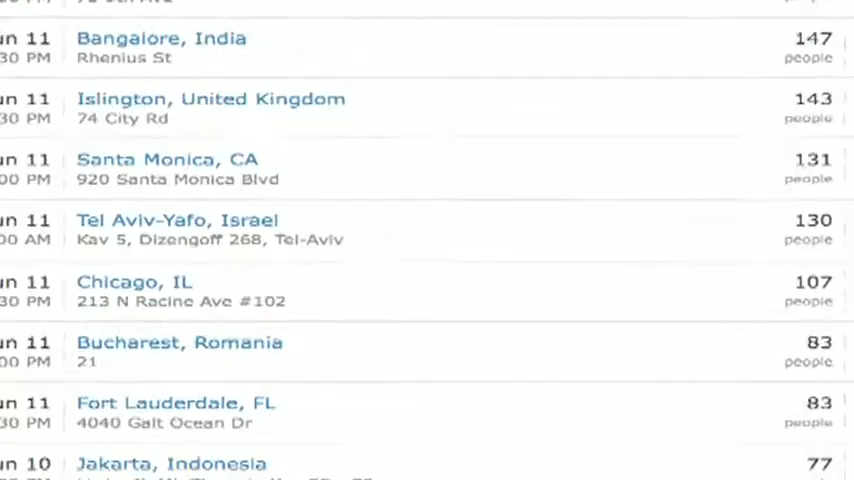 un 11 Bangalore, India 147
30 PM Rhenius St people
un 11 Islington, United Kingdom 143
30 PM 74 City Rd people
un 11 Santa Monica, CA 131
00 PM 920 Santa Monica Blvd people
un 11 Tel Aviv-Yafo, Israel 130
00 AM Kav 5, Dizengoff 268, Tel-Aviv people
un 11 Chicago, IL 107
30 PM 213 N Racine Ave #102 people
un 11 Bucharest, Romania 83
00 PM 21 people
un 11 Fort Lauderdale, FL 83
30 PM 4040 Galt Ocean Dr people
un 10 Jakarta, Indonesia 77